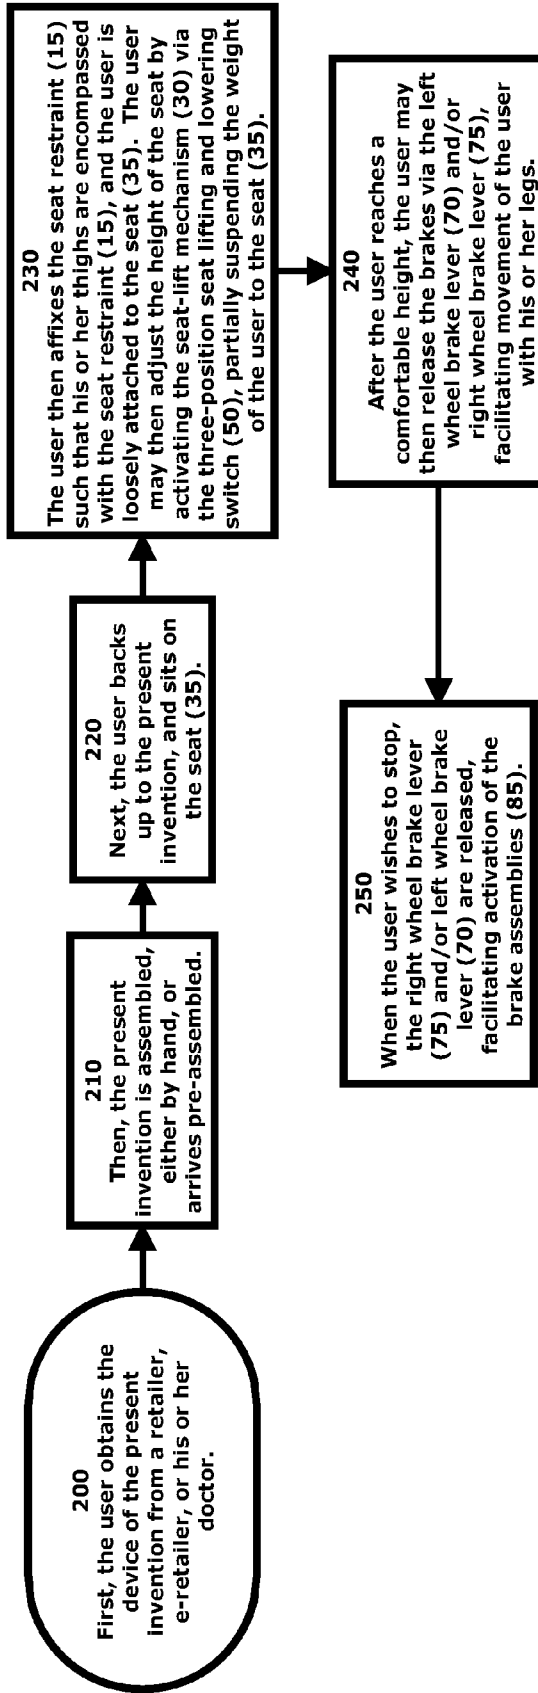 200
First, the user obtains the
device of the present
invention from a retailer,
e-retailer, or his or her
doctor.
210
Then, the present
invention is assembled,
either by hand, or
arrives pre-assembled.
220
Next, the user backs
up to the present
invention, and sits on
the seat (35).
230
The user then affixes the seat restraint (15)
such that his or her thighs are encompassed
with the seat restraint (15), and the user is
loosely attached to the seat (35). The user
may then adjust the height of the seat by
activating the seat-lift mechanism (30) via
the three-position seat lifting and lowering
switch (50), partially suspending the weight
of the user to the seat (35).
240
After the user reaches a
comfortable height, the user may
then release the brakes via the left
wheel brake lever (70) and/or
right wheel brake lever (75),
facilitating movement of the user
with his or her legs.
250
When the user wishes to stop,
the right wheel brake lever
(75) and/or left wheel brake
lever (70) are released,
facilitating activation of the
brake assemblies (85).